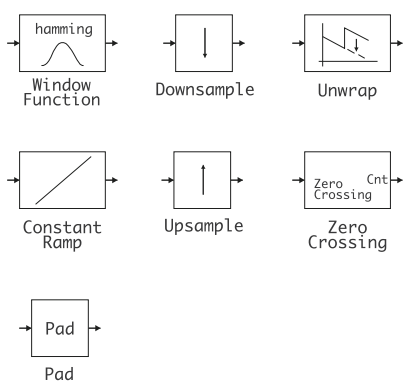 hamming
Window
Function
Downsample
Unwrap
Constant
Ramp
Upsample
Zero
Crossing
Cnt
Zero
Crossing
Pad
Pad